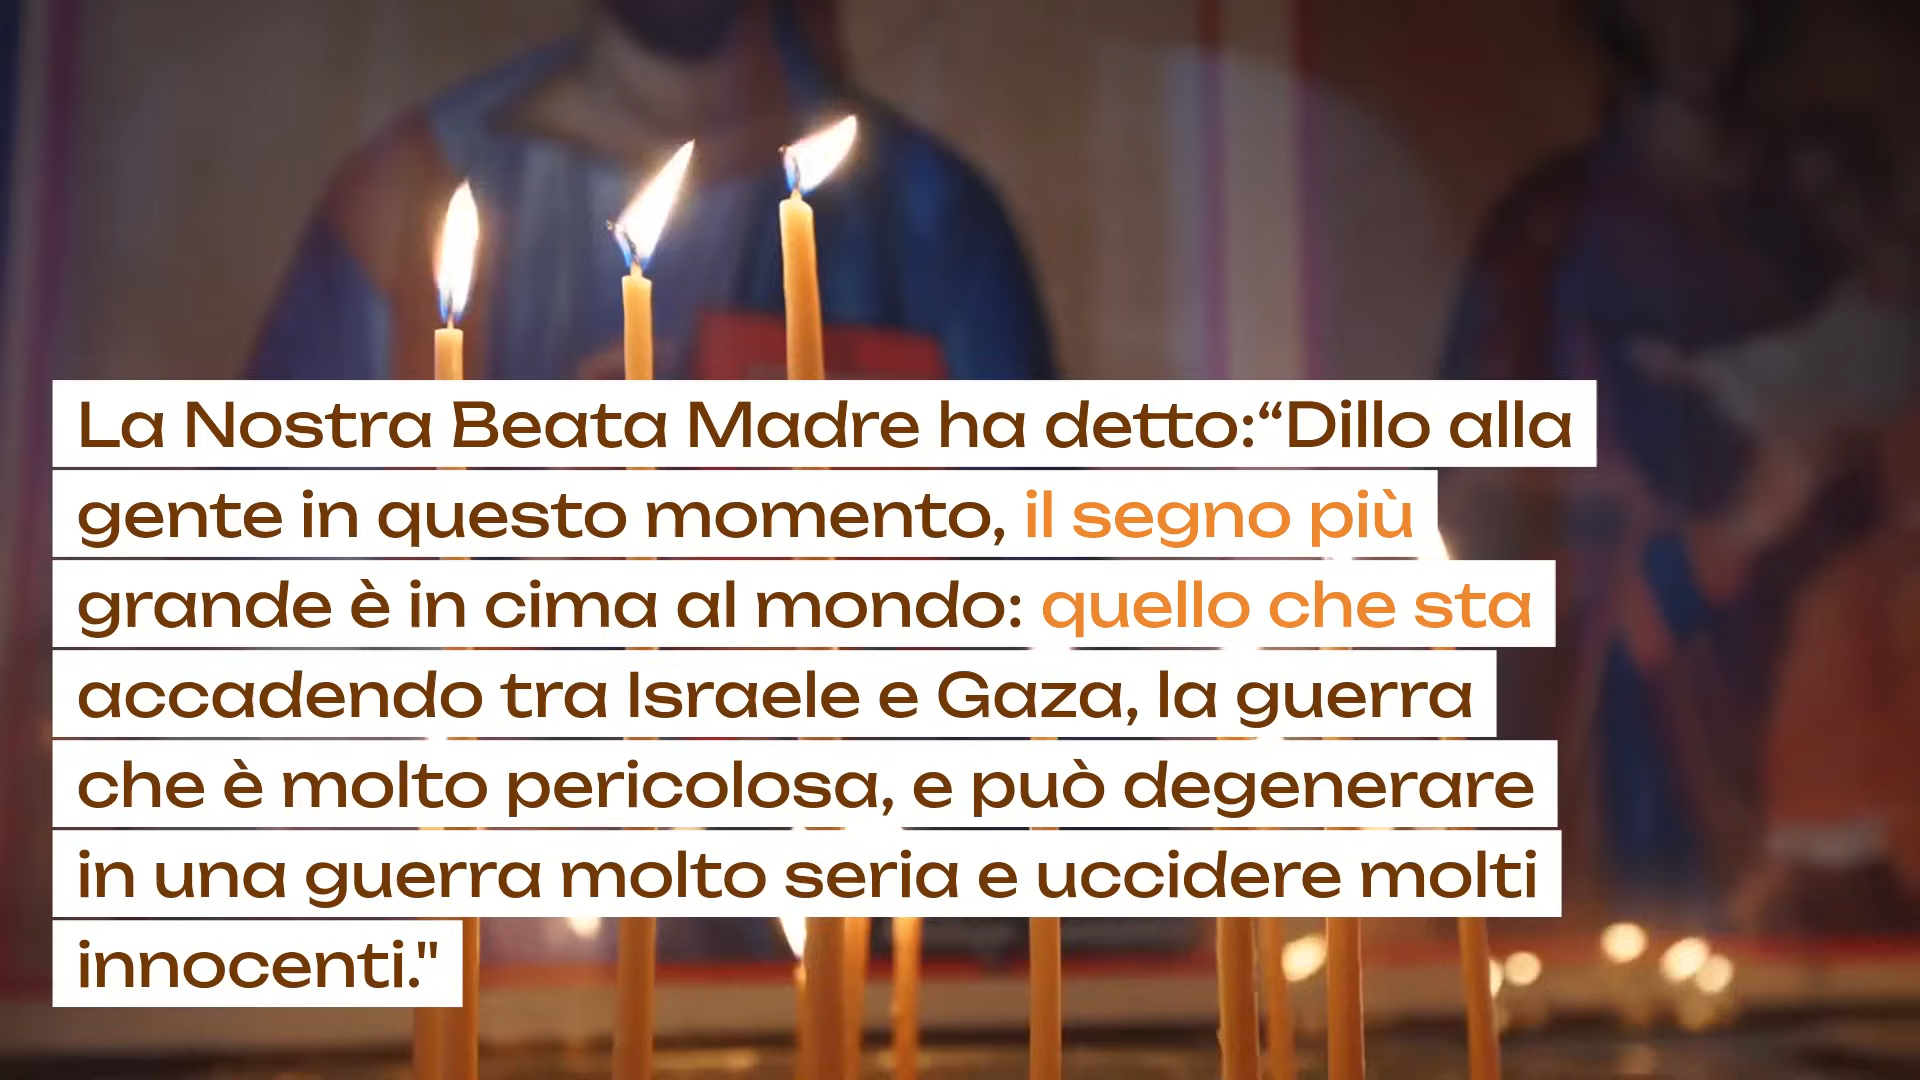 La Nostra Beata Madre ha detto:“Dillo alla
gente in questo momento, il segno più
grande è in cima al mondo: quello che sta
accadendo tra Israele e Gaza, la guerra
che è molto pericolosa, e può degenerare
in una guerra molto seria e uccidere molti
innocenti."